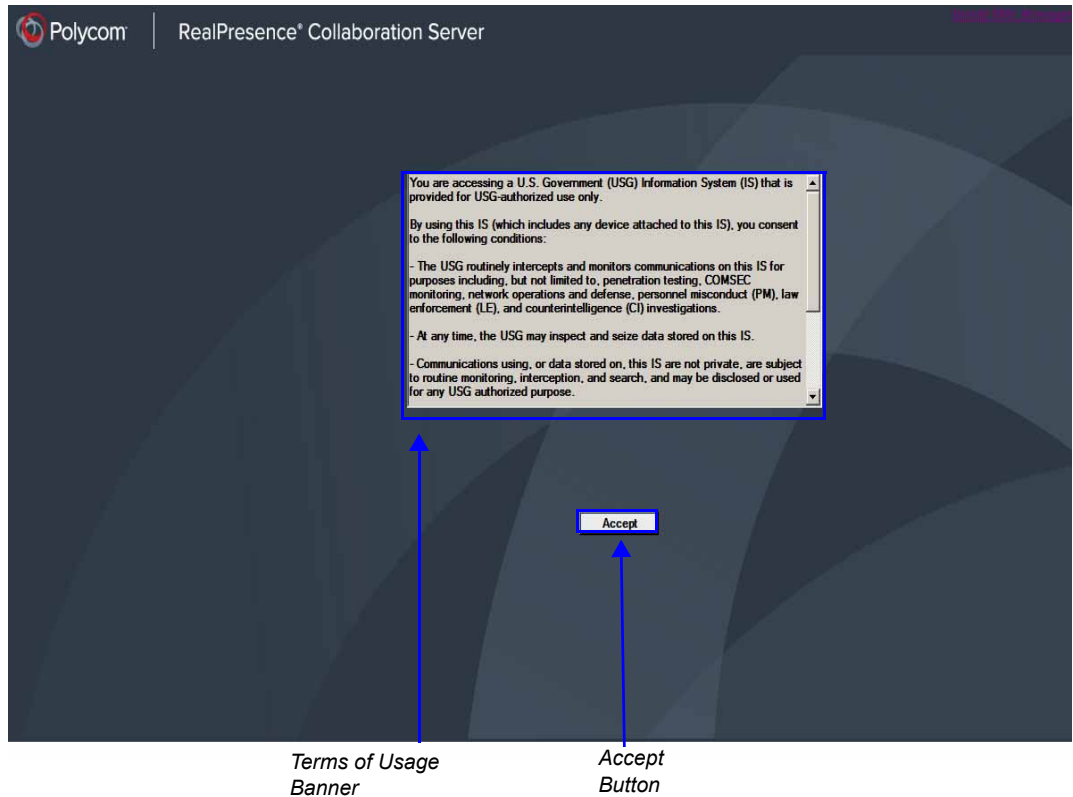 Polycom
RealPresence® Collaboration Server
You are accessing a U.S. Government (USG) Information System (IS) that is
provided for USG-authorized use only.
By using this IS (which includes any device attached to this IS), you consent
to the following conditions:
- The USG routinely intercepts and monitors communications on this IS for
purposes including, but not limited to, penetration testing, COMSEC
monitoring, network operations and defense, personnel misconduct (PM), law
enforcement (LE), and counterintelligence (CI) investigations.
- At any time, the USG may inspect and seize data stored on this IS.
- Communications using, or data stored on, this IS are not private, are subject
to routine monitoring, interception, and search, and may be disclosed or used
for any USG authorized purpose.
Accept
Terms of Usage
Banner
Accept
Button